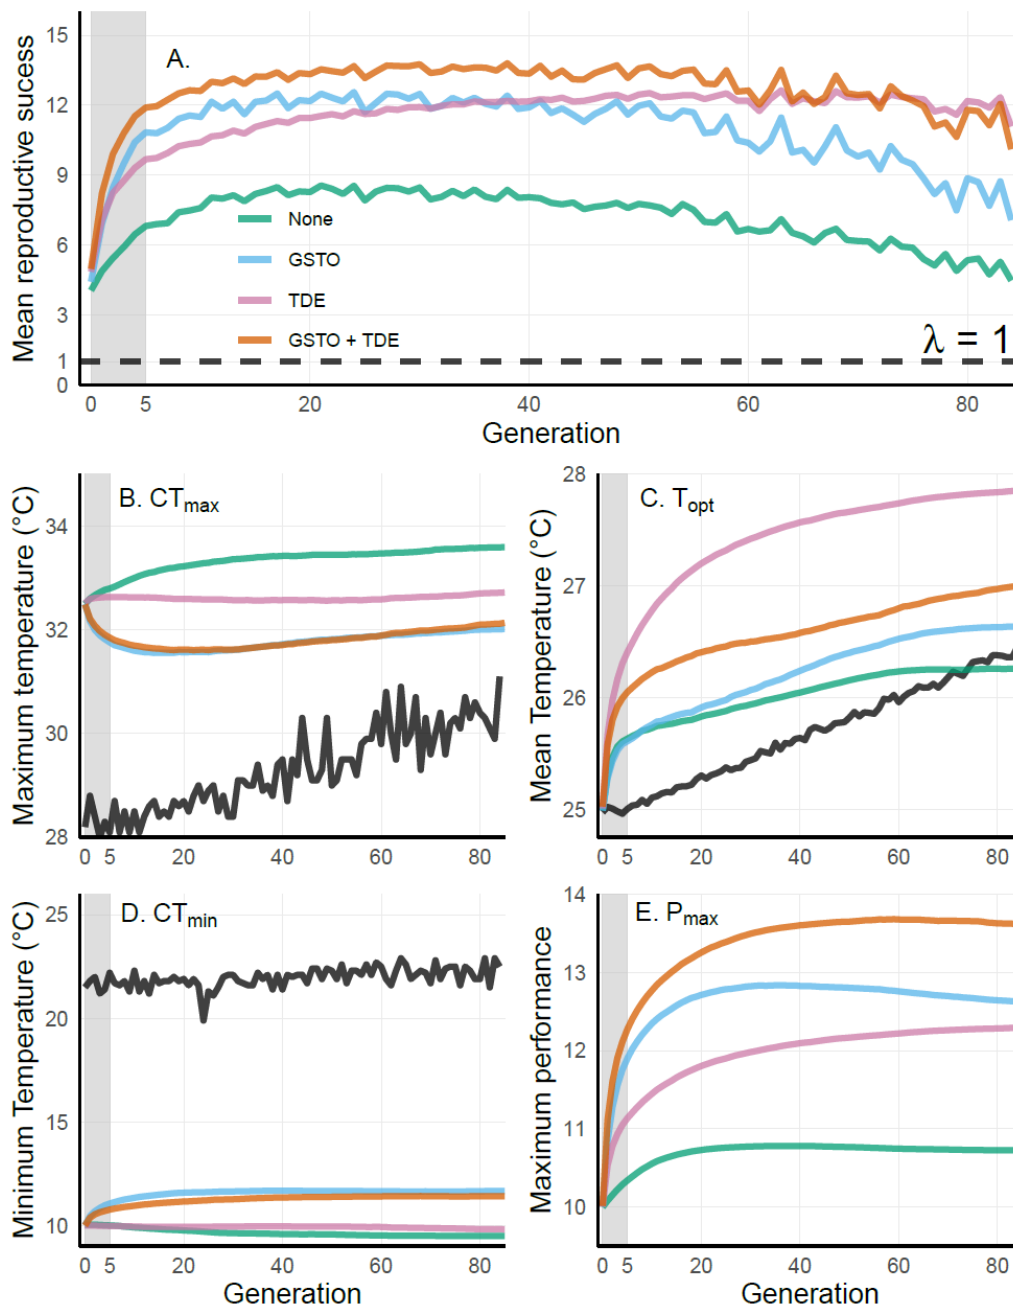 Mean reproductive sucess
15
12
9
6
3
1
0
A.
None
GSTO
TDE
GSTO + TDE
λ = 1
0 5 20 40 60 80
Generation
Maximum temperature (°C)
34
32
30
28
B. CTmax
0 5 20 40 60 80
Mean Temperature (°C)
28
27
26
25
C. Topt
0 5 20 40 60 80
Minimum Temperature (°C)
25
20
15
10
D. CTmin
0 5 20 40 60 80
Generation
Maximum performance
14
13
12
11
10
E. Pmax
0 5 20 40 60 80
Generation